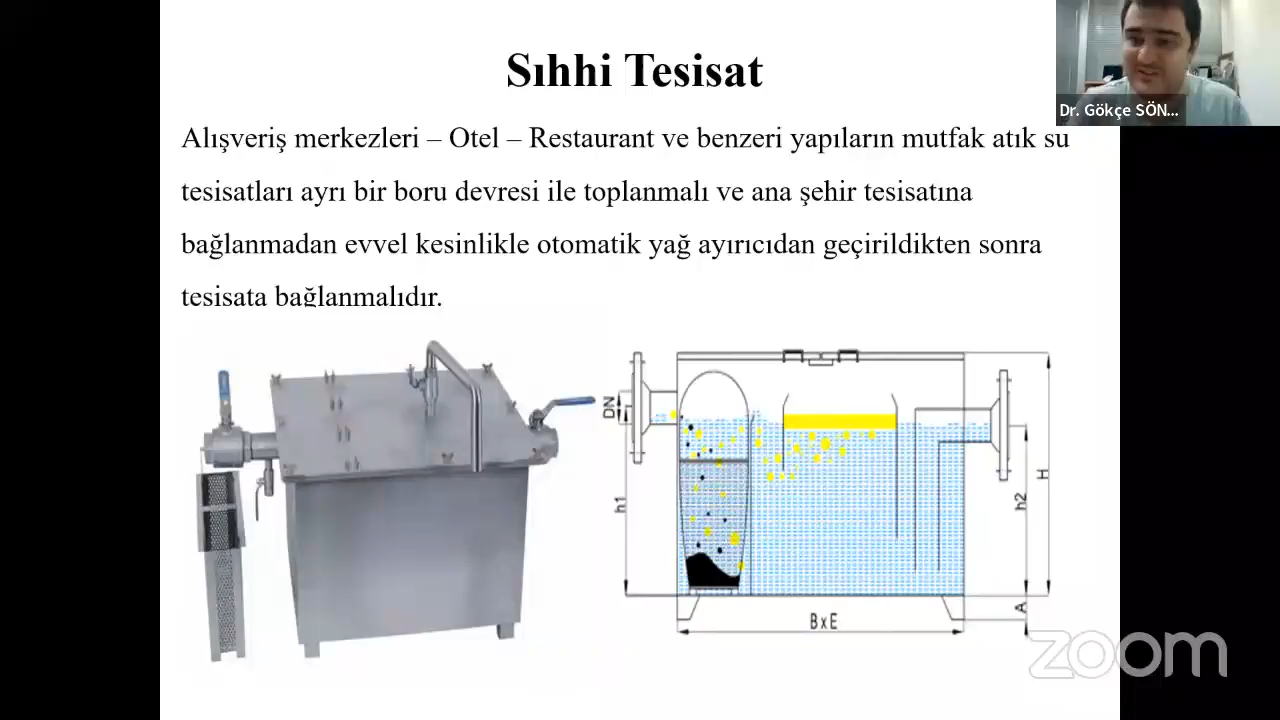 Sıhhi Tesisat
Dr. Gökçe SÖN...
Alışveriş merkezleri – Otel – Restaurant ve benzeri yapıların mutfak atık su
tesisatları ayrı bir boru devresi ile toplanmalı ve ana şehir tesisatına
bağlanmadan evvel kesinlikle otomatik yağ ayırıcıdan geçirildikten sonra
tesisata bağlanmalıdır.
DN
h1
H
h2
A
BxE
zoom